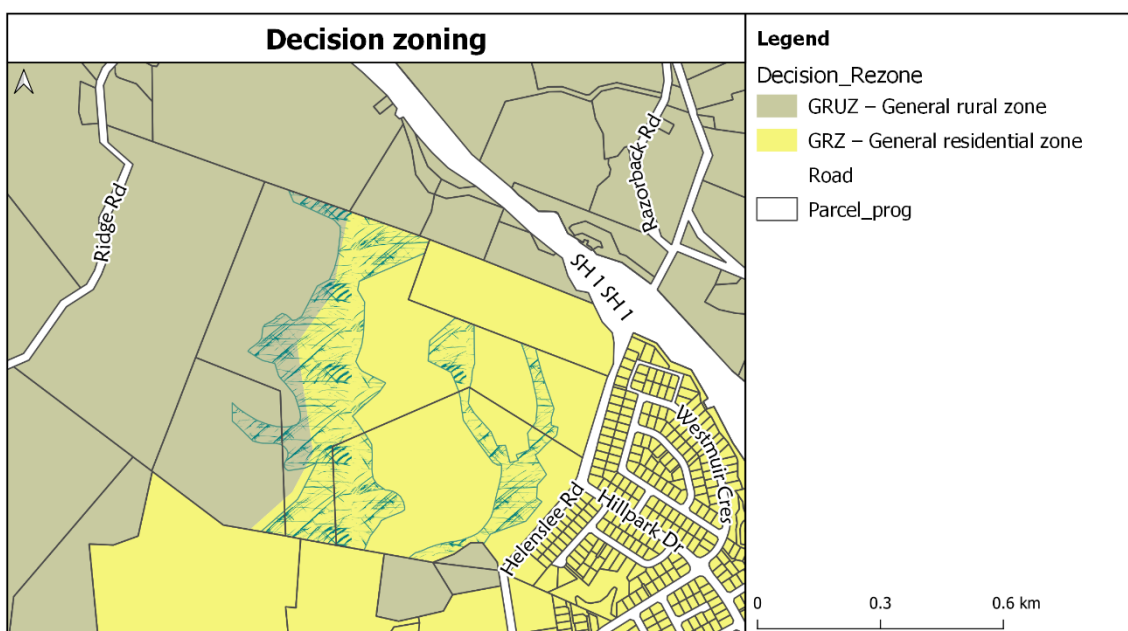 Decision zoning
Legend
Decision_Rezone
GRUZ – General rural zone
GRZ – General residential zone
Road
Parcel_prog
Ridge Rd
Razorback Rd
SH 1 SH 1
Westmuir Cres
Hillpark Dr
Helenslee Rd
0 0.3 0.6 km